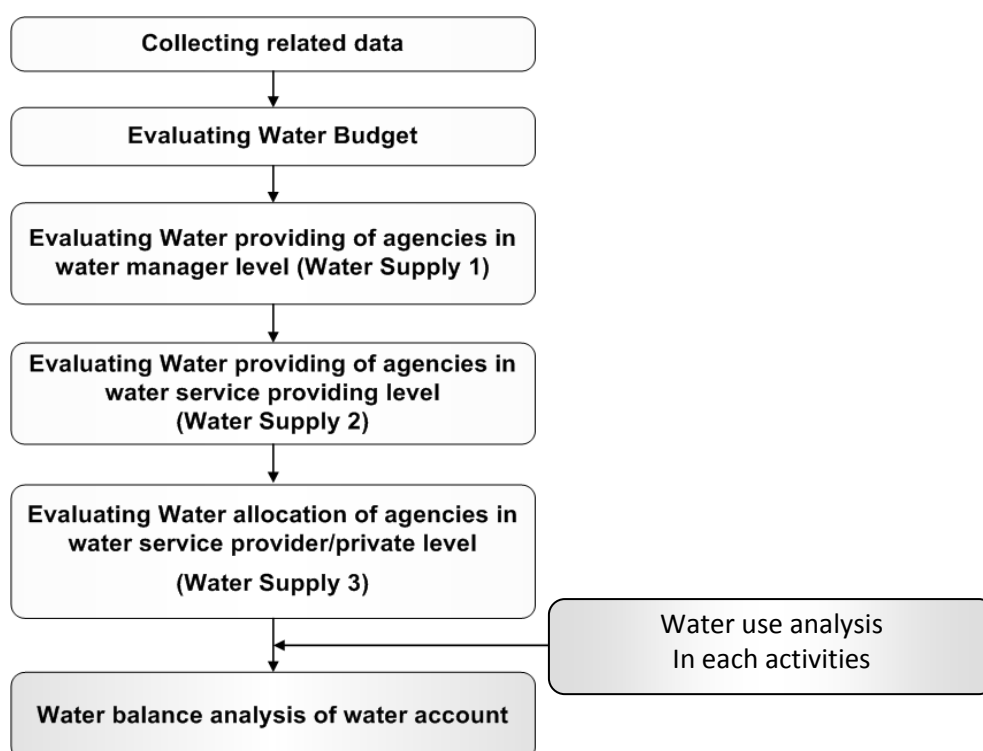 Collecting related data
Evaluating Water Budget
Evaluating Water providing of agencies in
water manager level (Water Supply 1)
Evaluating Water providing of agencies in
water service providing level
(Water Supply 2)
Evaluating Water allocation of agencies in
water service provider/private level
(Water Supply 3)
Water use analysis
In each activities
Water balance analysis of water account